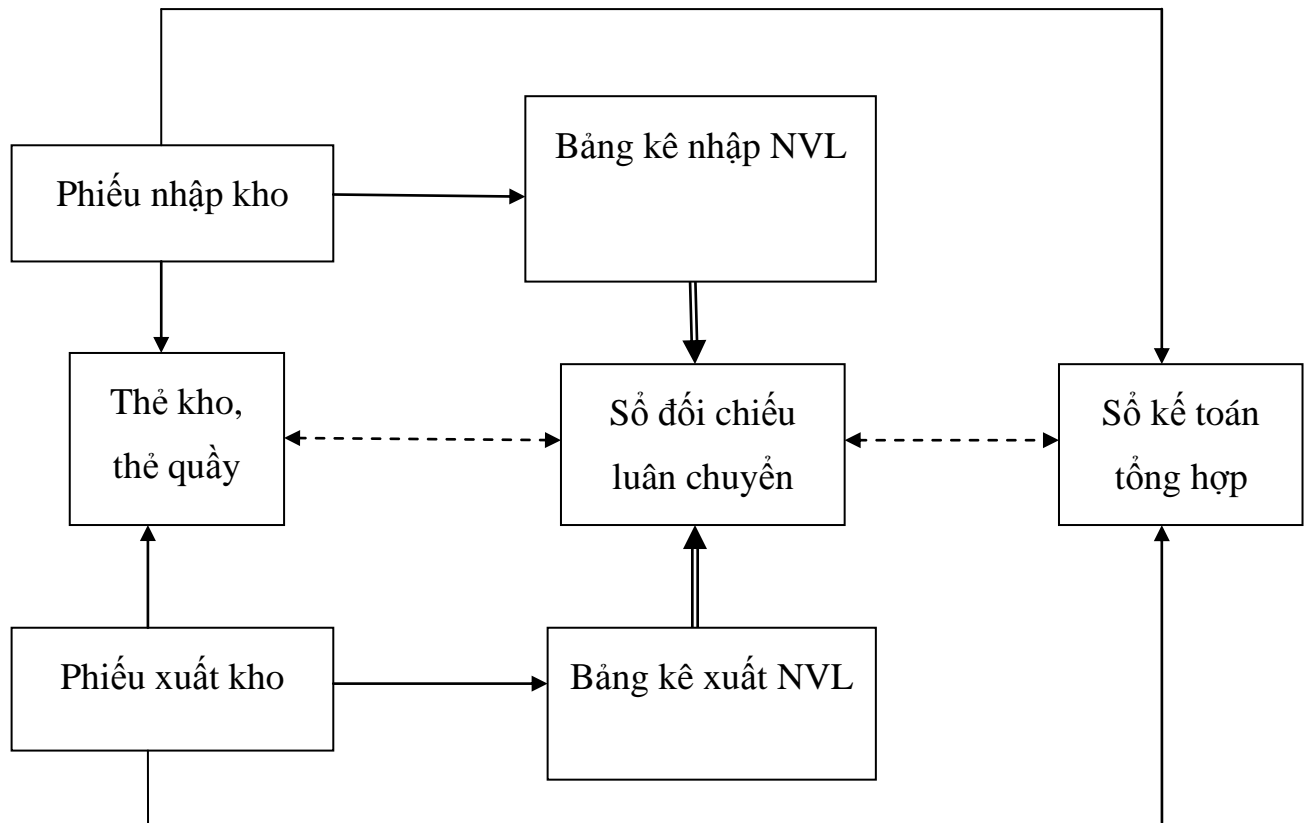 Bảng kê nhập NVL
Phiếu nhập kho
Thẻ kho,
thẻ quầy
Sổ đối chiếu
luân chuyển
Sổ kế toán
tổng hợp
Phiếu xuất kho
Bảng kê xuất NVL